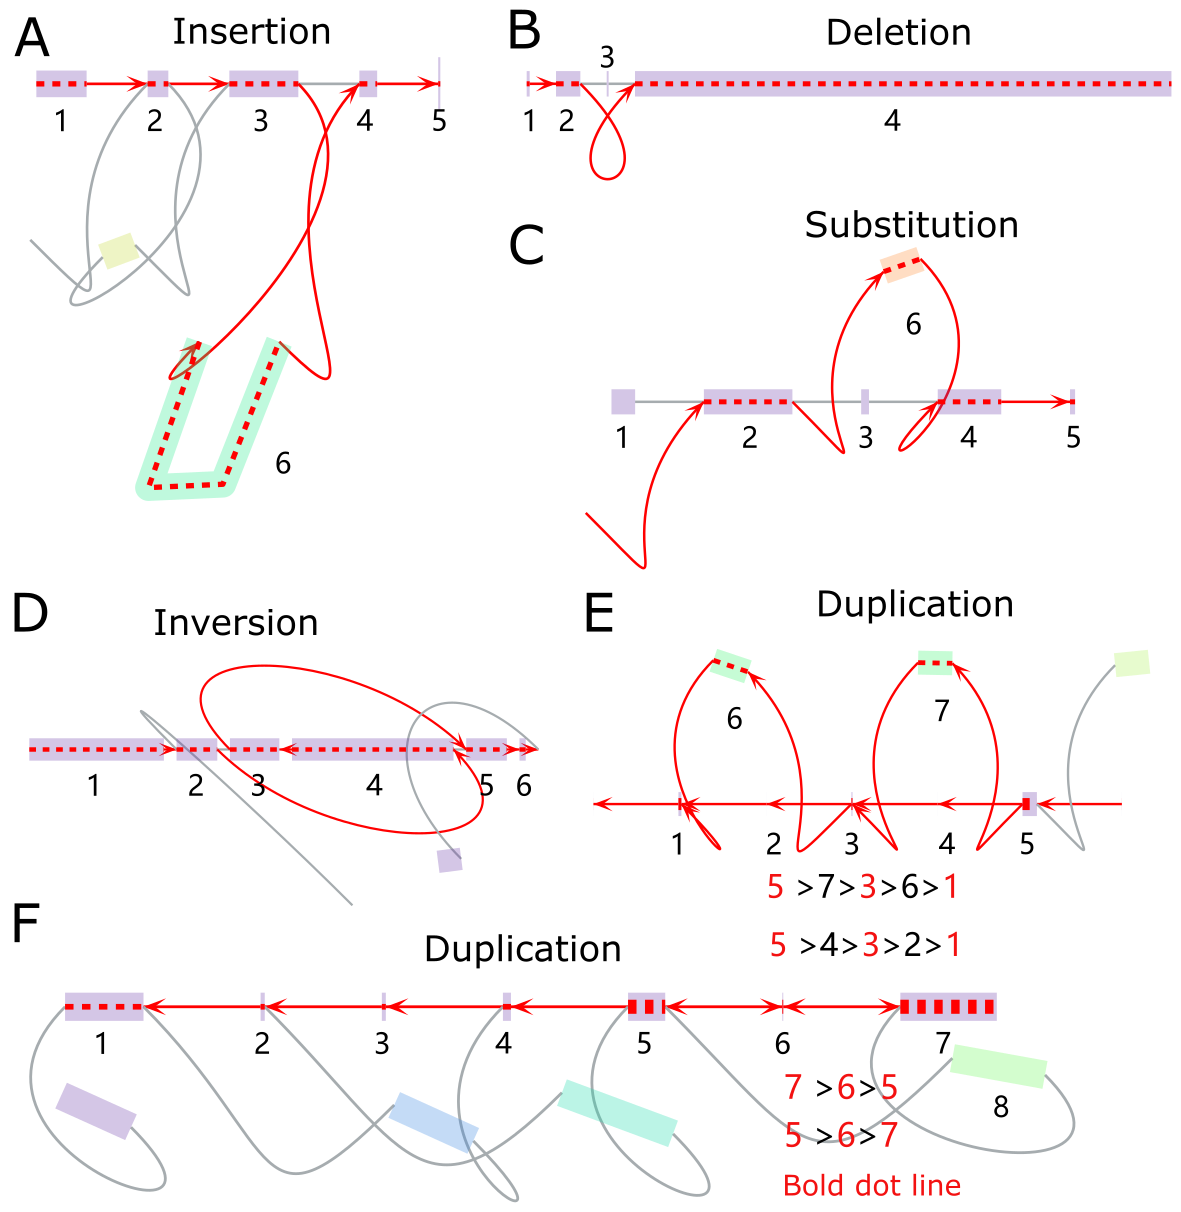 A
Insertion
1 2 3 4 5
6
B
Deletion
3
1 2 4
C
Substitution
6
1 2 3 4 5
D
Inversion
1 2 3 4 5 6
E
Duplication
6 7
1 2 3 4 5
5 >7>3>6>1
5 >4>3>2>1
F
Duplication
1 2 3 4 5 6 7
7 >6>5
8
5 >6>7
Bold dot line